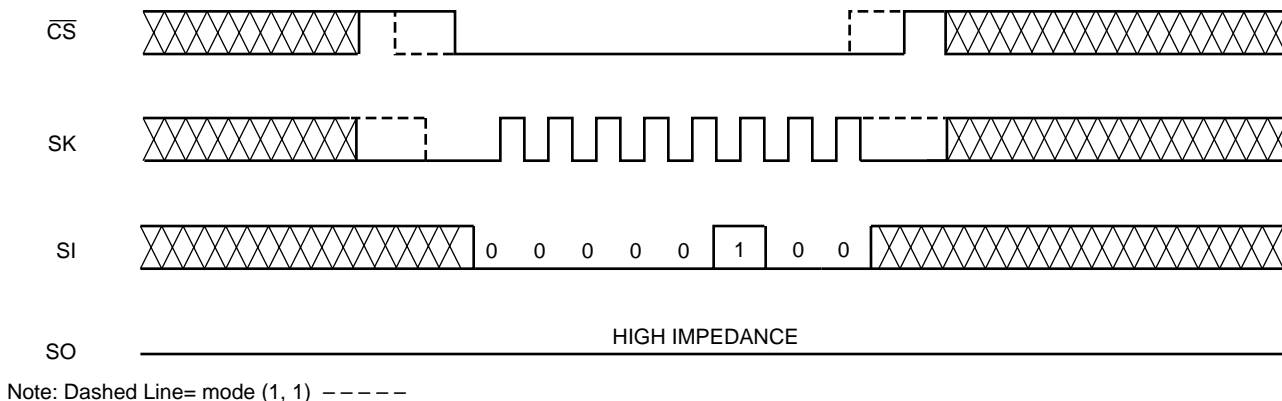 CS
SK
SI 0 0 0 0 0 1 0 0
HIGH IMPEDANCE
SO
Note: Dashed Line= mode (1, 1) – – – – –